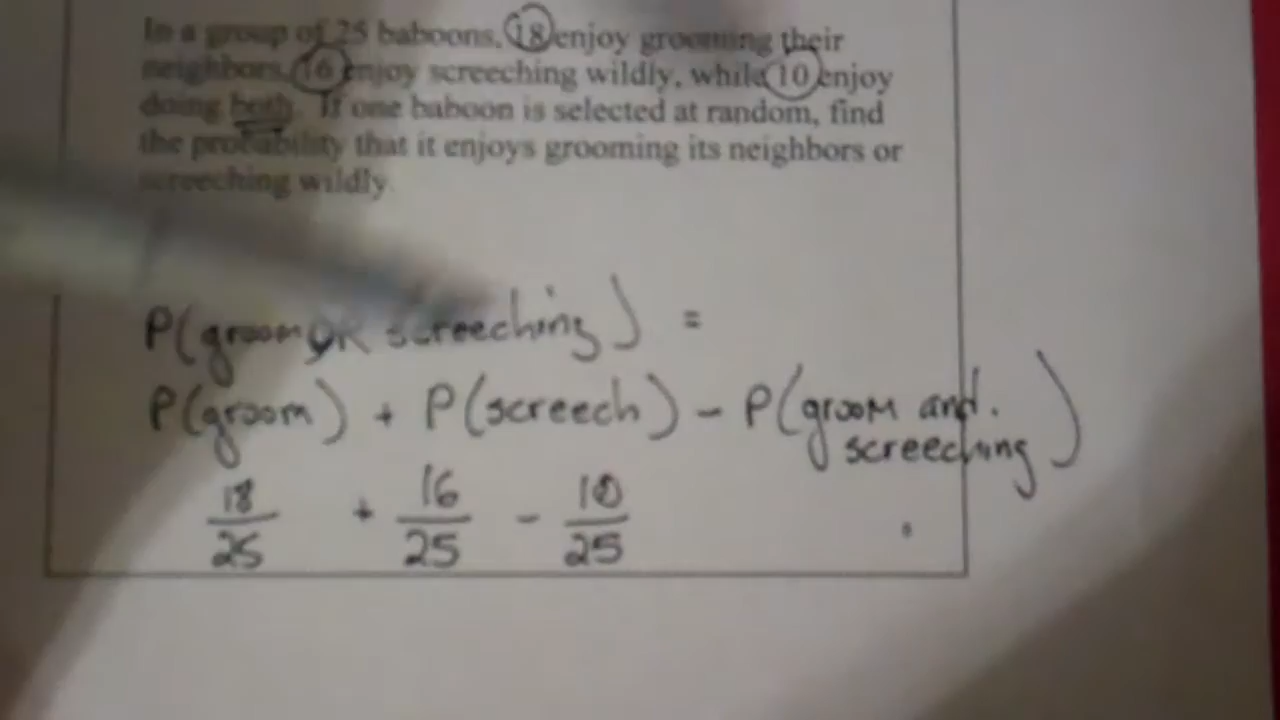 In a group of 25 baboons, 18 enjoy grooming their
neighbors, 16 enjoy screeching wildly, while 10 enjoy
doing both. If one baboon is selected at random, find
the probability that it enjoys grooming its neighbors or
screeching wildly.
P(groom OR screeching) =
P(groom) + P(screech) - P(groom and
screeching)
18/25 + 16/25 - 10/25